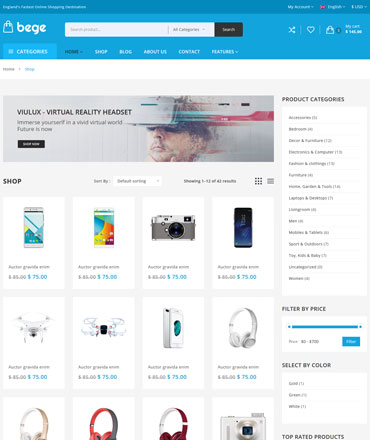 England's Fastest Online Shopping Destination
My Account
English
$ USD
bege
Search product...
All Categories
Search
My cart
$ 145.00
CATEGORIES
HOME
SHOP
BLOG
ABOUT US
CONTACT
FEATURES
Home
Shop
VIULUX - VIRTUAL REALITY HEADSET
Immerse yourself in a vivid virtual world
Future is now
SHOP NOW
SHOP
Sort By :
Default sorting
Showing 1–12 of 42 results
Auctor gravida enim
$ 85.00 $ 75.00
Auctor gravida enim
$ 85.00 $ 75.00
Auctor gravida enim
$ 85.00 $ 75.00
Auctor gravida enim
$ 85.00 $ 75.00
Auctor gravida enim
$ 85.00 $ 75.00
Auctor gravida enim
$ 85.00 $ 75.00
Auctor gravida enim
$ 85.00 $ 75.00
Auctor gravida enim
$ 85.00 $ 75.00
PRODUCT CATEGORIES
Accessories
Bedroom (4)
Decor & Furniture (12)
Electronics & Computer (13)
Fashion & clothings (13)
Furniture (4)
Home, Garden & Tools (14)
Laptops & Desktops (7)
Livingroom (4)
Men (4)
Mobiles & Tablets (6)
Sport & Outdoors (7)
Toy, Kids & Baby (7)
Uncategorized (0)
Women (4)
FILTER BY PRICE
Price: $0 - $700
Filter
SELECT BY COLOR
Gold (1)
Green (1)
White (1)
TOP RATED PRODUCTS